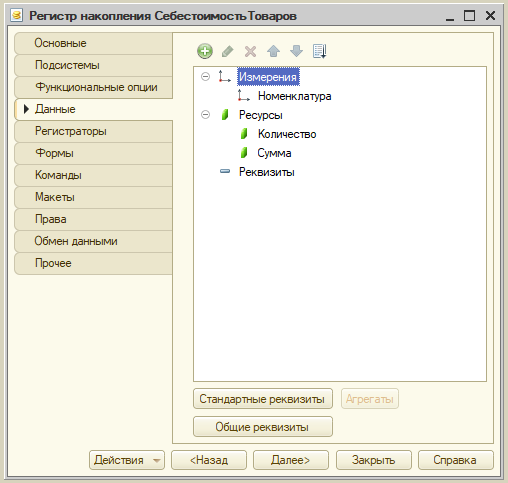 Регистр накопления СебестоимостьТоваров
Основные
Подсистемы
Функциональные опции
Данные
Регистраторы
Формы
Команды
Макеты
Права
Обмен данными
Прочее
Измерения
Номенклатура
Ресурсы
Количество
Сумма
Реквизиты
Стандартные реквизиты
Агрегаты
Общие реквизиты
Действия
<Назад
Далее>
Закрыть
Справка